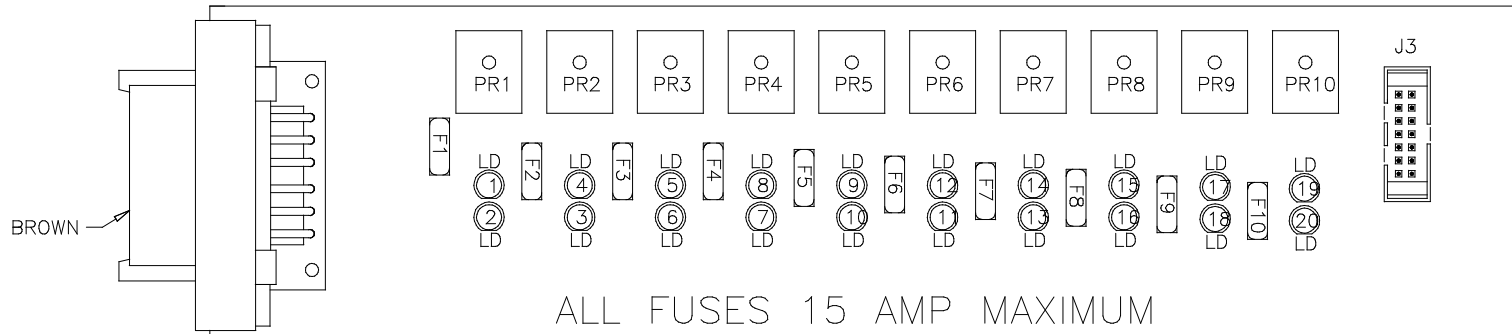 J3
PR1 PR2 PR3 PR4 PR5 PR6 PR7 PR8 PR9 PR10
F1 F2 F3 F4 F5 F6 F7 F8 F9 F10
LD LD LD LD LD LD LD LD LD LD
1 4 5 8 9 12 14 15 17 19
2 3 6 7 10 11 13 16 18 20
LD LD LD LD LD LD LD LD LD LD
BROWN
ALL FUSES 15 AMP MAXIMUM